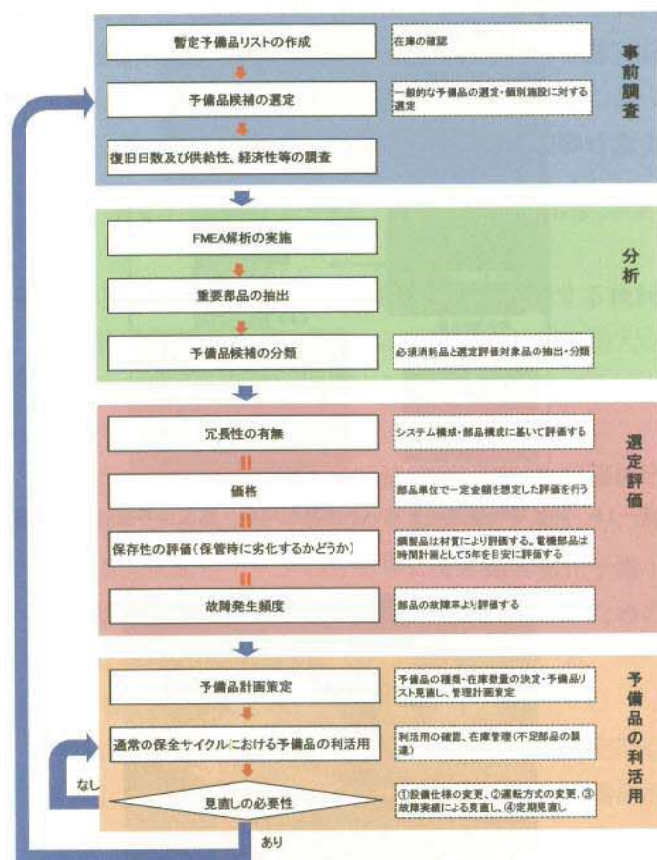 暫定予備品リストの作成
在庫の確認
事前調査
予備品候補の選定
一般的な予備品の選定・個別施設に対する
選定
復旧日数及び供給性、経済性等の調査
FMEA解析の実施
分析
重要部品の抽出
予備品候補の分類
必須消耗品と選定評価対象品の抽出・分類
冗長性の有無
システム構成・部品構成に基いて評価する
選定評価
価格
部品単位で一定金額を想定した評価を行う
保存性の評価(保管時に劣化するかどうか)
鋼製品は材質により評価する。電機部品は
時間計画として5年を目安に評価する
故障発生頻度
部品の故障率より評価する
予備品計画策定
予備品の種類・在庫数量の決定・予備品リ
スト見直し、管理計画策定
予備品の利活用
通常の保全サイクルにおける予備品の利活用
利活用の確認、在庫管理(不足部品の調
達)
なし
見直しの必要性
①設備仕様の変更、②運転方式の変更、③
故障実績による見直し、④定期見直し
あり